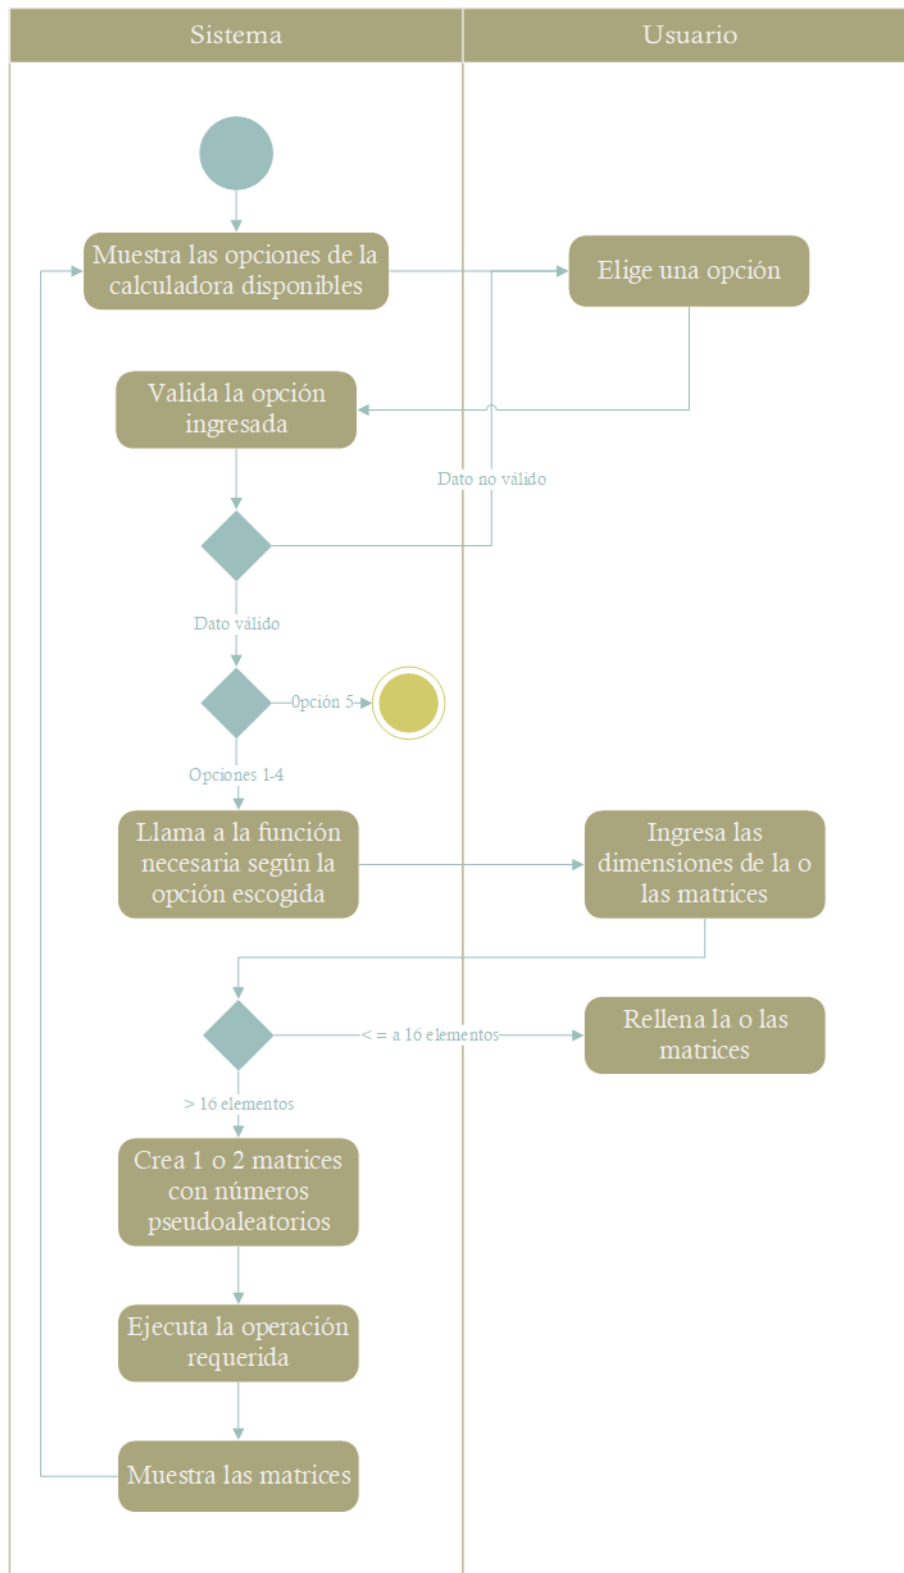 Sistema
Usuario
Muestra las opciones de la
calculadora disponibles
Elige una opción
Valida la opción
ingresada
Dato no válido
Dato válido
0pción 5
Opciones 1-4
Llama a la función
necesaria según la
opción escogida
Ingresa las
dimensiones de la o
las matrices
< = a 16 elementos
Rellena la o las
matrices
> 16 elementos
Crea 1 o 2 matrices
con números
pseudoaleatorios
Ejecuta la operación
requerida
Muestra las matrices